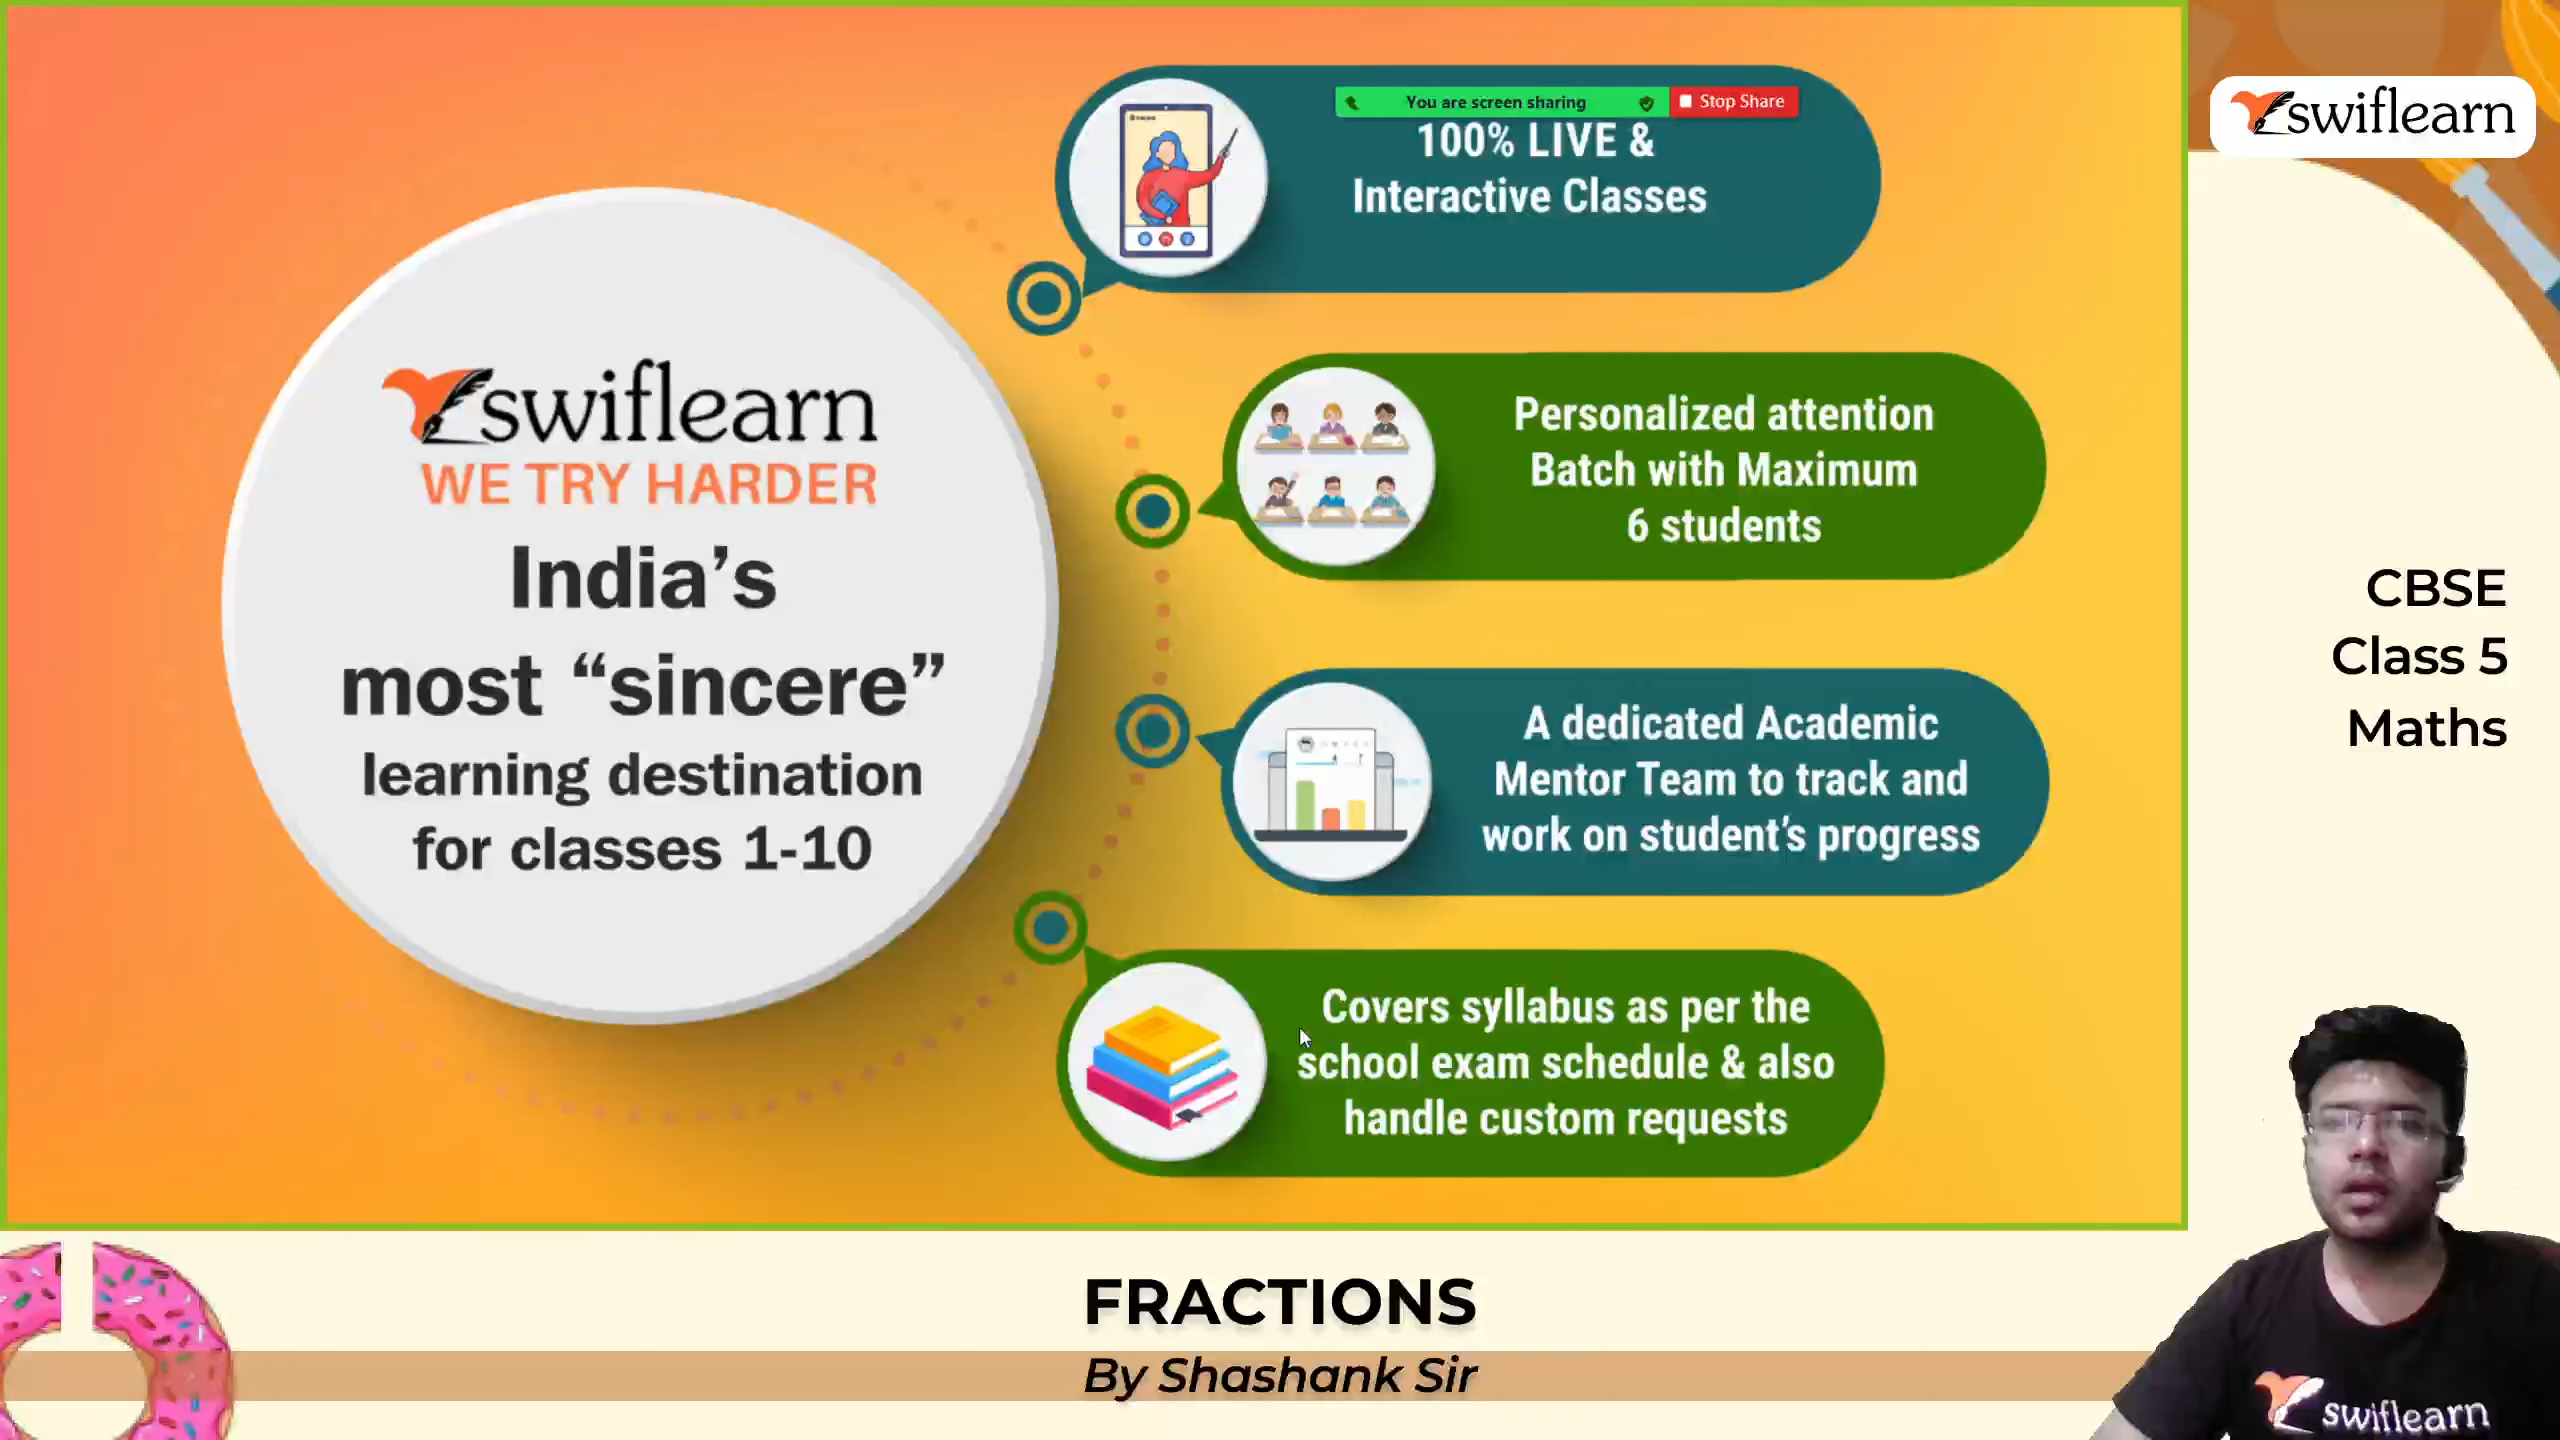 You are screen sharing
Stop Share
100% LIVE &
Interactive Classes
swiflearn
swiflearn
WE TRY HARDER
India's
most “sincere”
learning destination
for classes 1-10
Personalized attention
Batch with Maximum
6 students
A dedicated Academic
Mentor Team to track and
work on student's progress
Covers syllabus as per the
school exam schedule & also
handle custom requests
CBSE
Class 5
Maths
FRACTIONS
By Shashank Sir
swiflearn